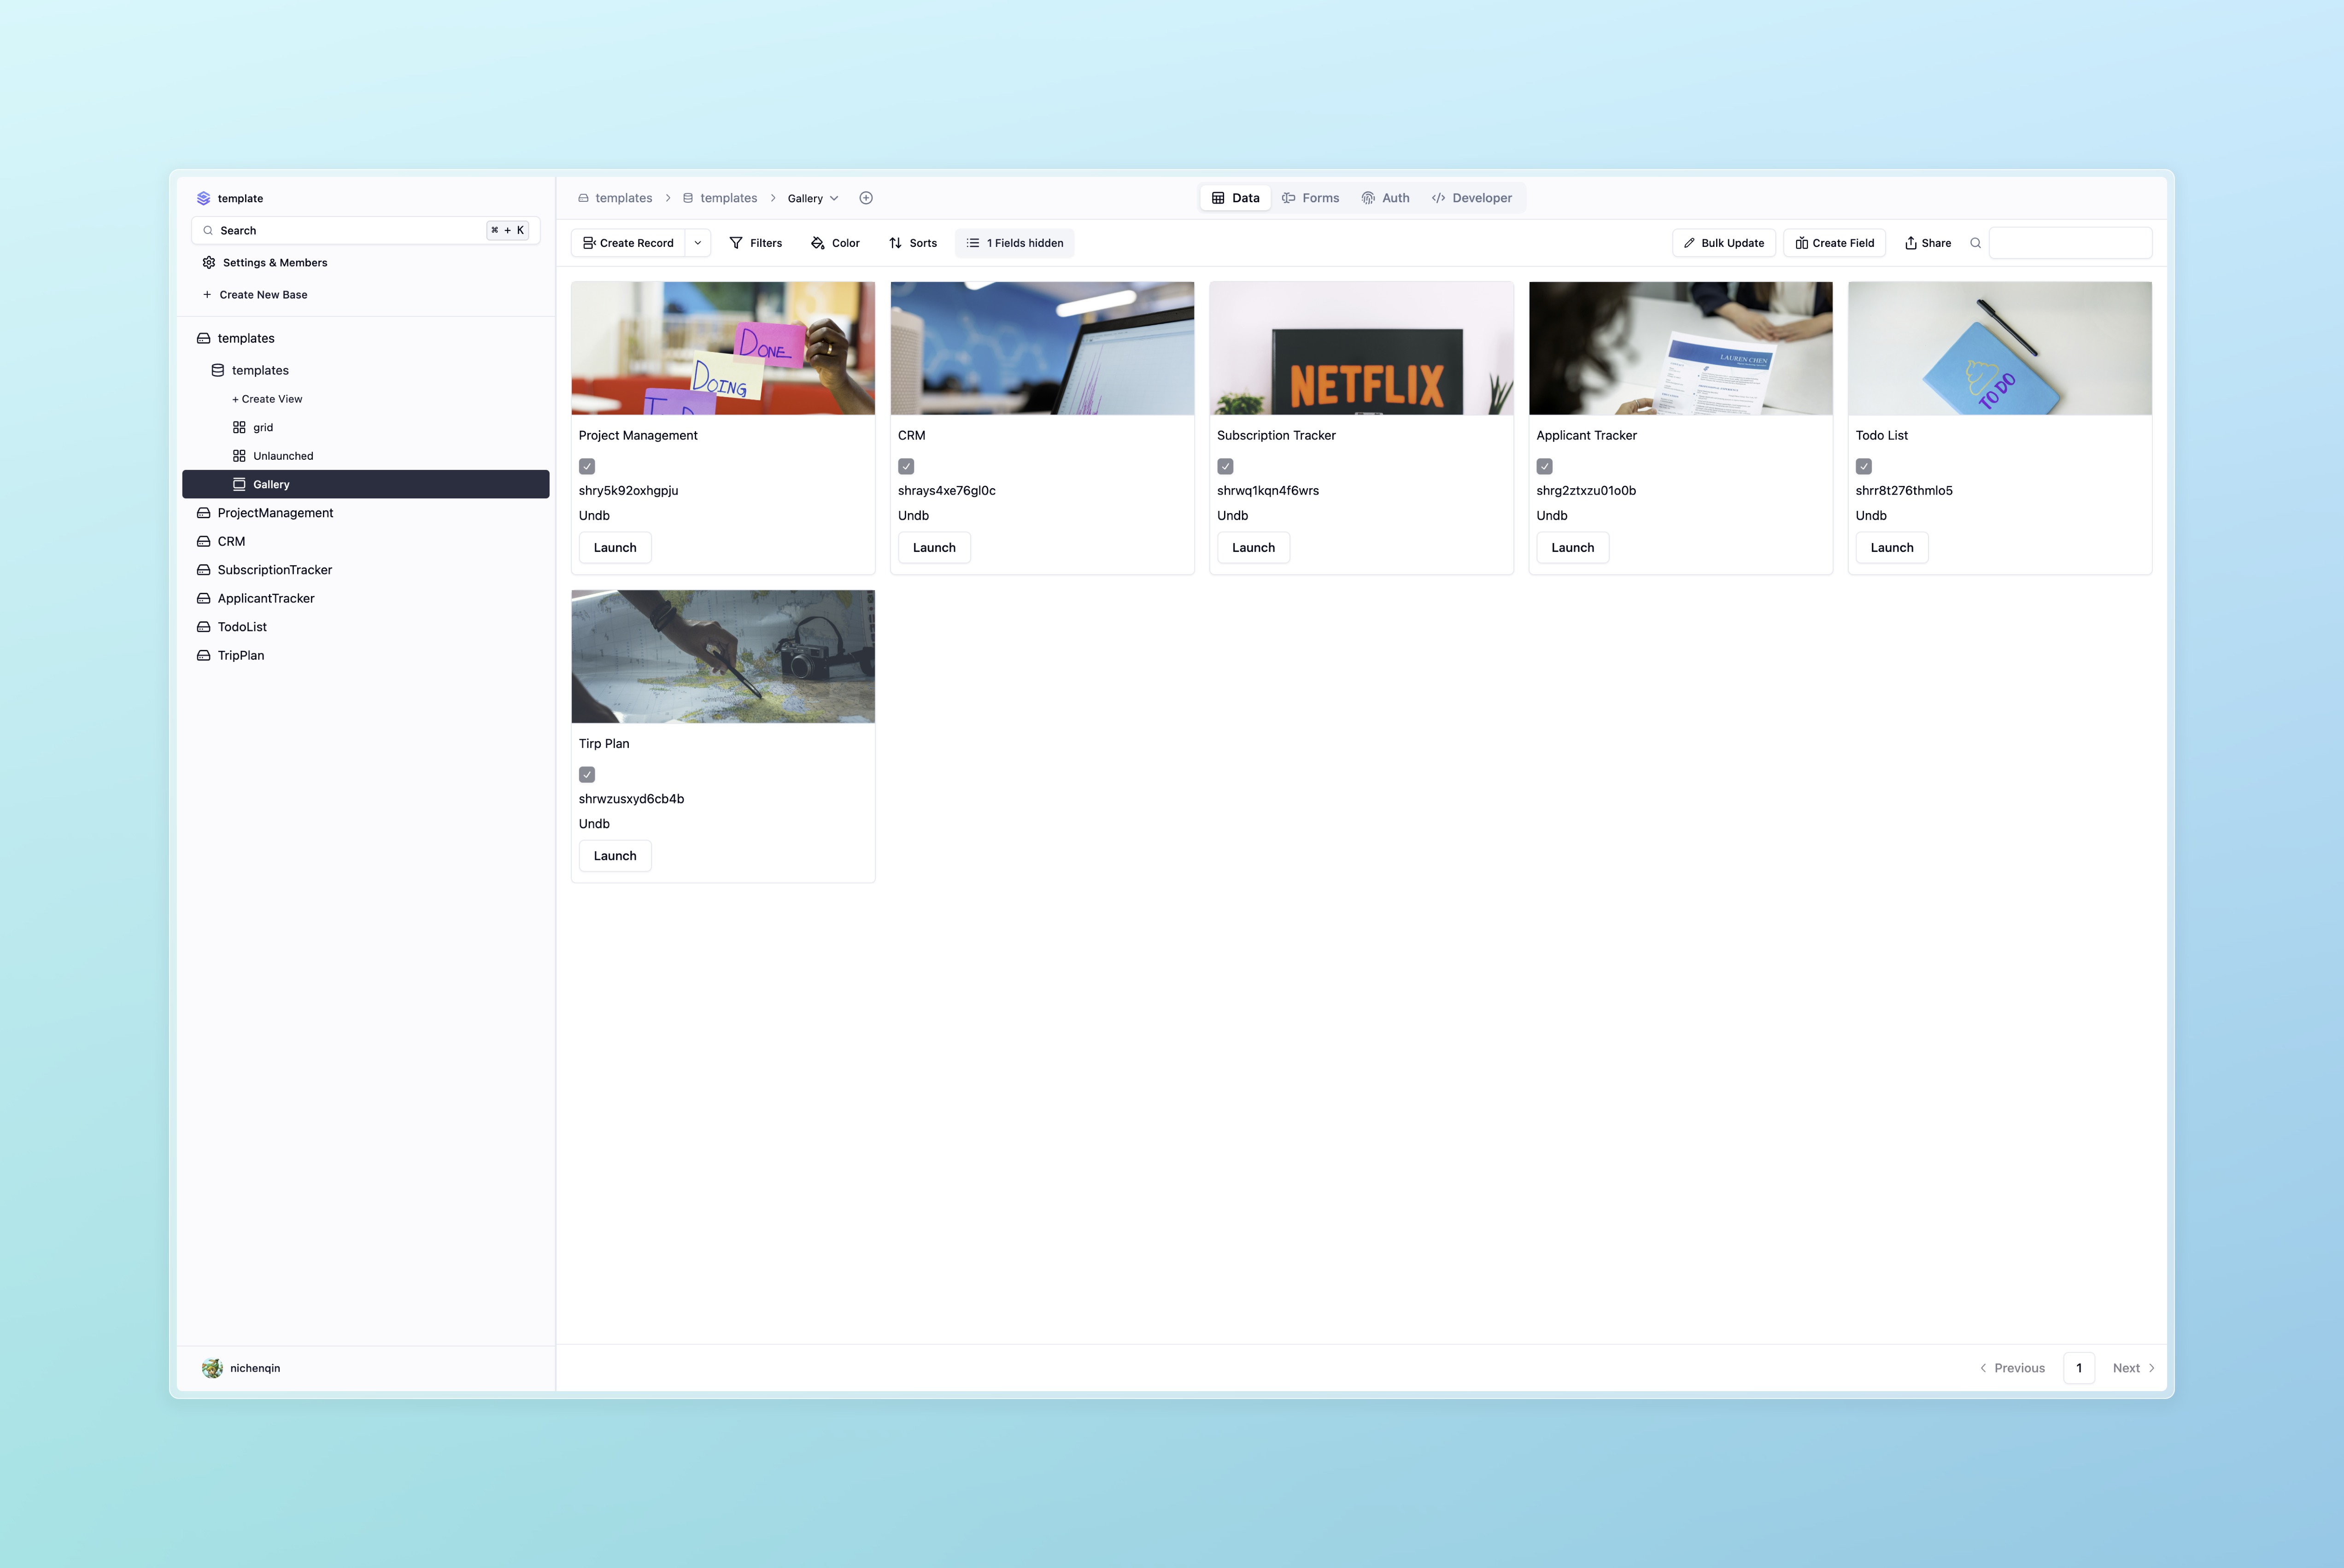 template
Search
⌘ + K
Settings & Members
Create New Base
templates
templates
+ Create View
grid
Unlaunched
Gallery
ProjectManagement
CRM
SubscriptionTracker
ApplicantTracker
TodoList
TripPlan
nichenqin
templates > templates > Gallery
Data Forms Auth Developer
Create Record Filters Color Sorts 1 Fields hidden Bulk Update Create Field Share
DONE
DOING
Project Management
shry5k92oxhgpju
Undb
Launch
CRM
shrays4xe76gl0c
Undb
Launch
NETFLIX
Subscription Tracker
shrwq1kqn4f6wrs
Undb
Launch
LAUREN CHEN
Applicant Tracker
shrg2ztxzu01o0b
Undb
Launch
TODO
Todo List
shrr8t276thmlo5
Undb
Launch
Tirp Plan
shrwzusxyd6cb4b
Undb
Launch
Previous 1 Next